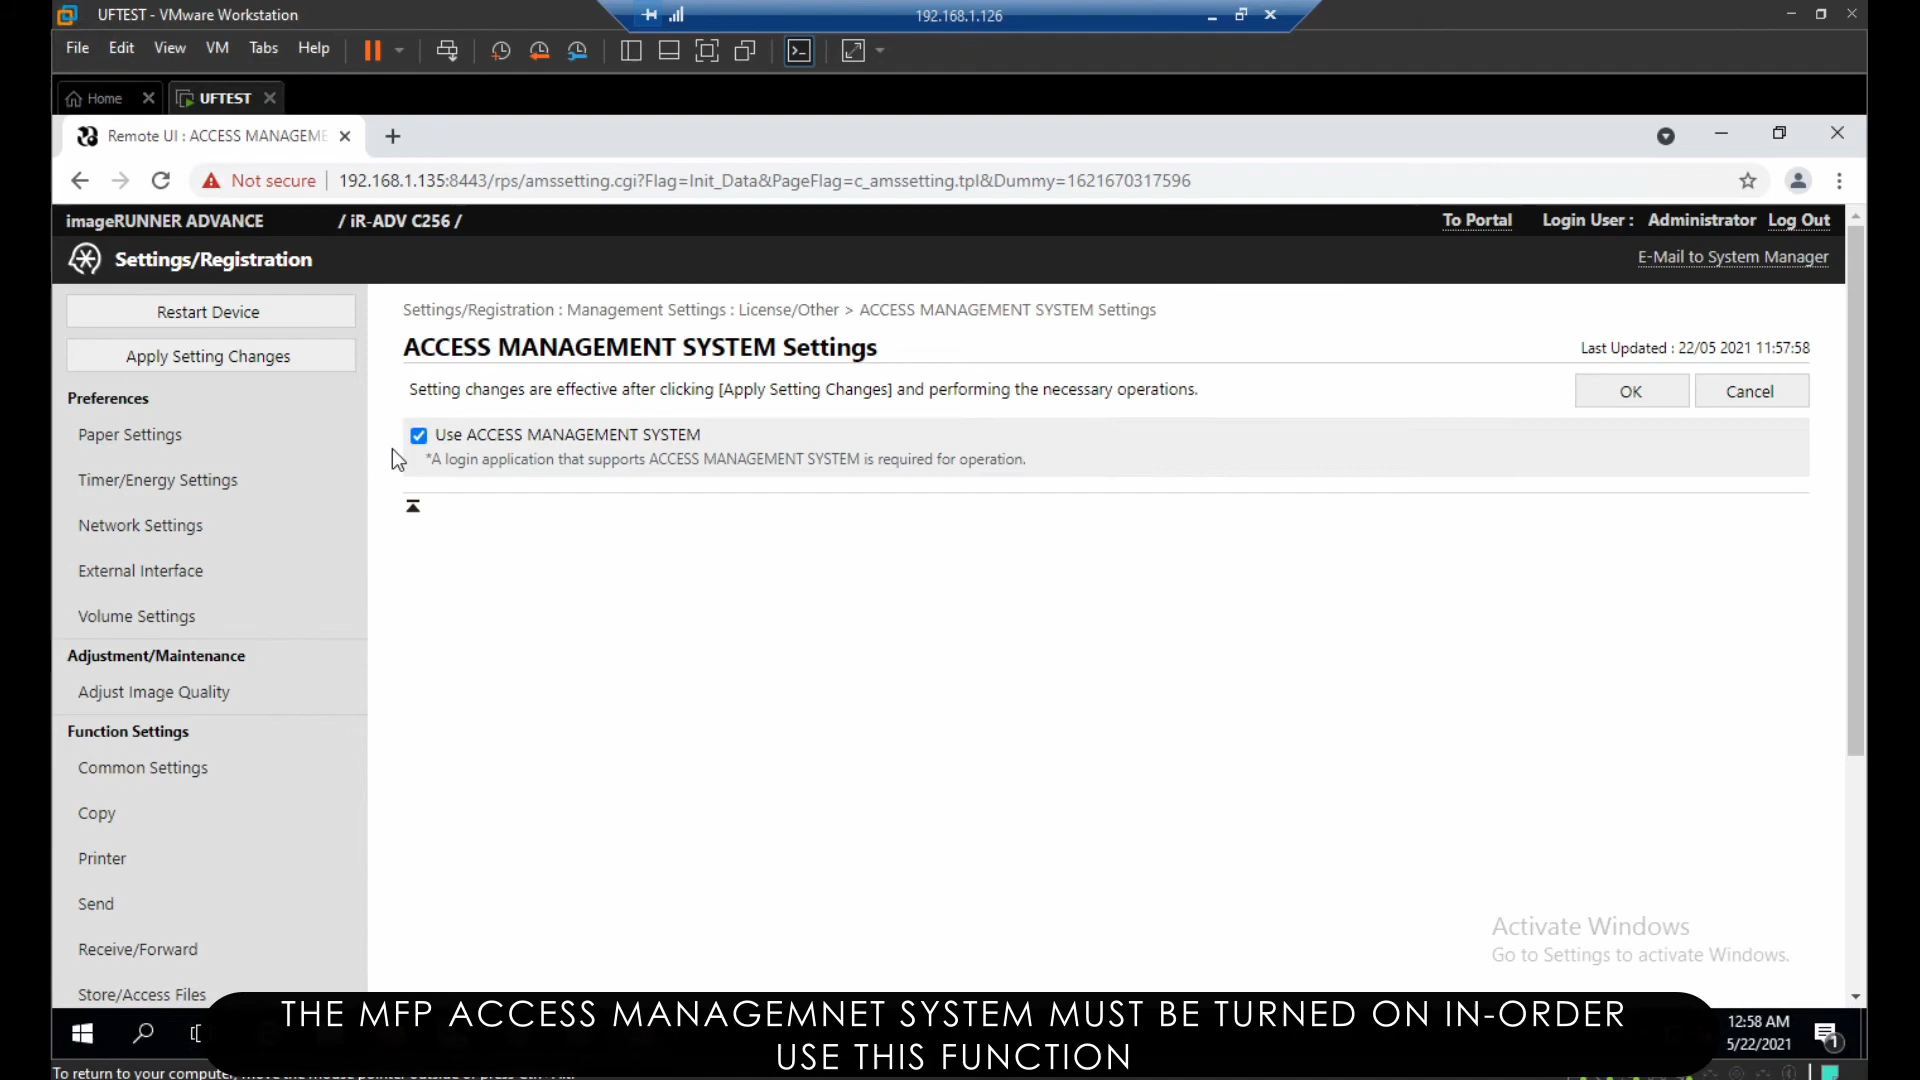 UFTEST - VMware Workstation
192.168.1.126
File Edit View VM Tabs Help
Home UFTEST
Remote UI : ACCESS MANAGEME
Not secure 192.168.1.135:8443/rps/amssetting.cgi?Flag=Init_Data&PageFlag=c_amssetting.tpl&Dummy=1621670317596
imageRUNNER ADVANCE / iR-ADV C256 / To Portal Login User : Administrator Log Out
Settings/Registration E-Mail to System Manager
Restart Device
Apply Setting Changes
Preferences
Paper Settings
Timer/Energy Settings
Network Settings
External Interface
Volume Settings
Adjustment/Maintenance
Adjust Image Quality
Function Settings
Common Settings
Copy
Printer
Send
Receive/Forward
Store/Access Files
Settings/Registration : Management Settings : License/Other > ACCESS MANAGEMENT SYSTEM Settings
ACCESS MANAGEMENT SYSTEM Settings
Last Updated : 22/05 2021 11:57:58
Setting changes are effective after clicking [Apply Setting Changes] and performing the necessary operations.
OK Cancel
Use ACCESS MANAGEMENT SYSTEM
*A login application that supports ACCESS MANAGEMENT SYSTEM is required for operation.
Activate Windows
Go to Settings to activate Windows.
THE MFP ACCESS MANAGEMNET SYSTEM MUST BE TURNED ON IN-ORDER
USE THIS FUNCTION
12:58 AM
5/22/2021
1
To return to your computer,